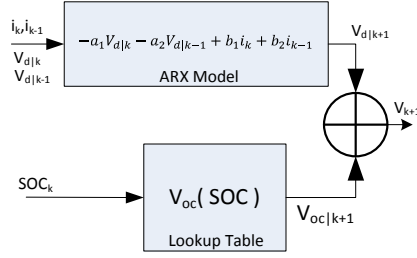 i_k,i_{k-1}
V_{d|k}
V_{d|k-1}
−a_1V_{d|k} − a_2V_{d|k−1} + b_1i_k + b_2i_{k−1}
ARX Model
V_{d|k+1}
V_{k+1}
SOC_k
V_{oc}( SOC )
Lookup Table
V_{oc|k+1}